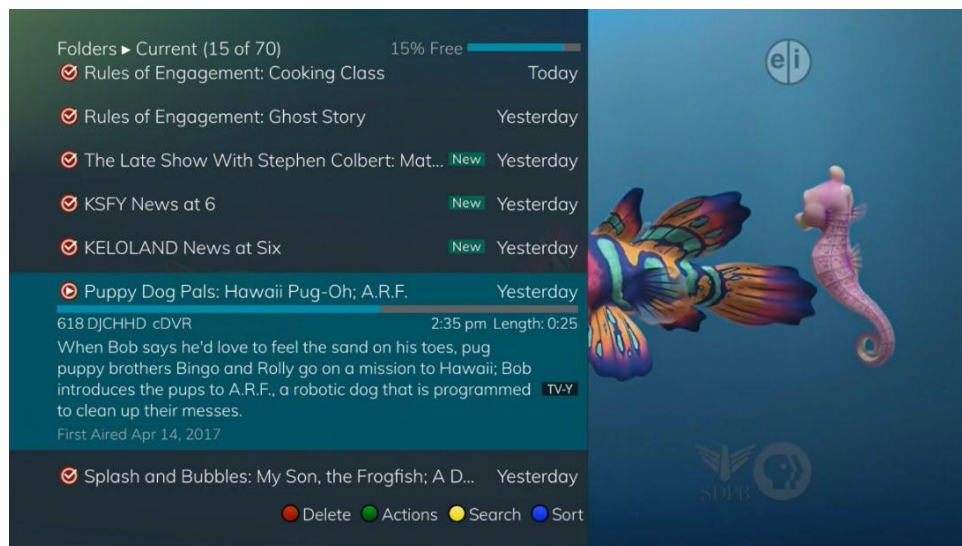 Folders ▸ Current (15 of 70) 15% Free
Rules of Engagement: Cooking Class Today
Rules of Engagement: Ghost Story Yesterday
The Late Show With Stephen Colbert: Mat... New Yesterday
KSFY News at 6 New Yesterday
KELOLAND News at Six New Yesterday
Puppy Dog Pals: Hawaii Pug-Oh; A.R.F. Yesterday
618 DJCHHD cDVR 2:35 pm Length: 0:25
When Bob says he'd love to feel the sand on his toes, pug
puppy brothers Bingo and Rolly go on a mission to Hawaii; Bob
introduces the pups to A.R.F., a robotic dog that is programmed TV-Y
to clean up their messes.
First Aired Apr 14, 2017
Splash and Bubbles: My Son, the Frogfish; A D... Yesterday
Delete Actions Search Sort
e/i
SDPB